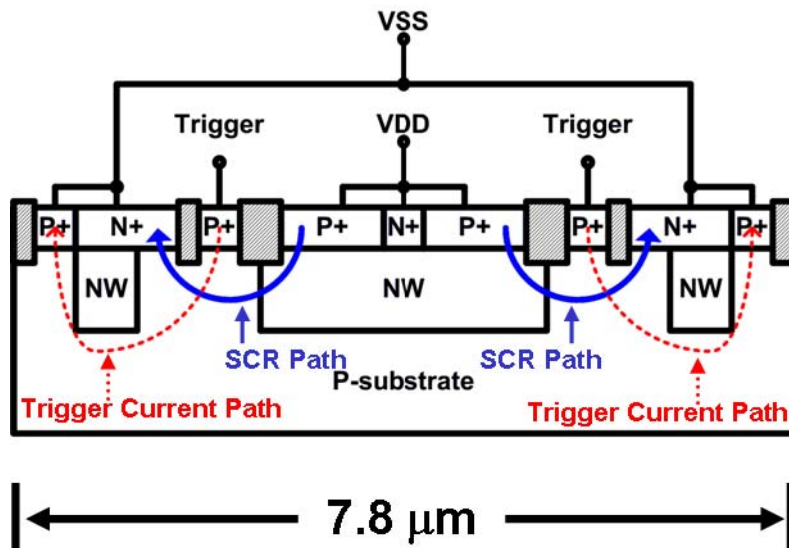 VSS
Trigger VDD Trigger
P+ N+ P+ P+ N+ P+ P+ N+ P+
NW NW NW
SCR Path SCR Path
P-substrate
Trigger Current Path Trigger Current Path
7.8 μm